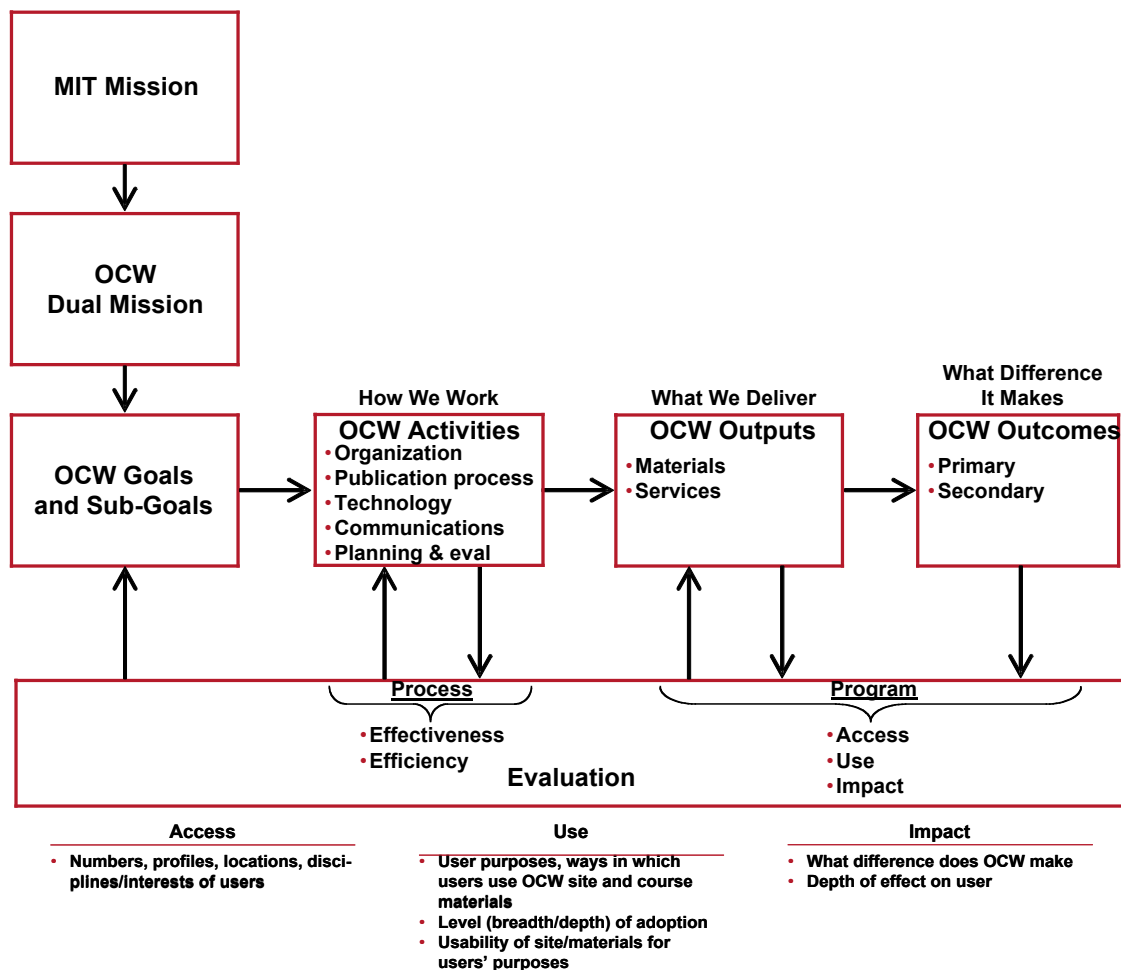 MIT Mission
OCW
Dual Mission
OCW Goals
and Sub-Goals
How We Work
OCW Activities
• Organization
• Publication process
• Technology
• Communications
• Planning & eval
What We Deliver
OCW Outputs
• Materials
• Services
What Difference
It Makes
OCW Outcomes
• Primary
• Secondary
Process
• Effectiveness
• Efficiency
Program
• Access
• Use
• Impact
Evaluation
Access
• Numbers, profiles, locations, disci-
plines/interests of users
Use
• User purposes, ways in which
users use OCW site and course
materials
• Level (breadth/depth) of adoption
• Usability of site/materials for
users’ purposes
Impact
• What difference does OCW make
• Depth of effect on user